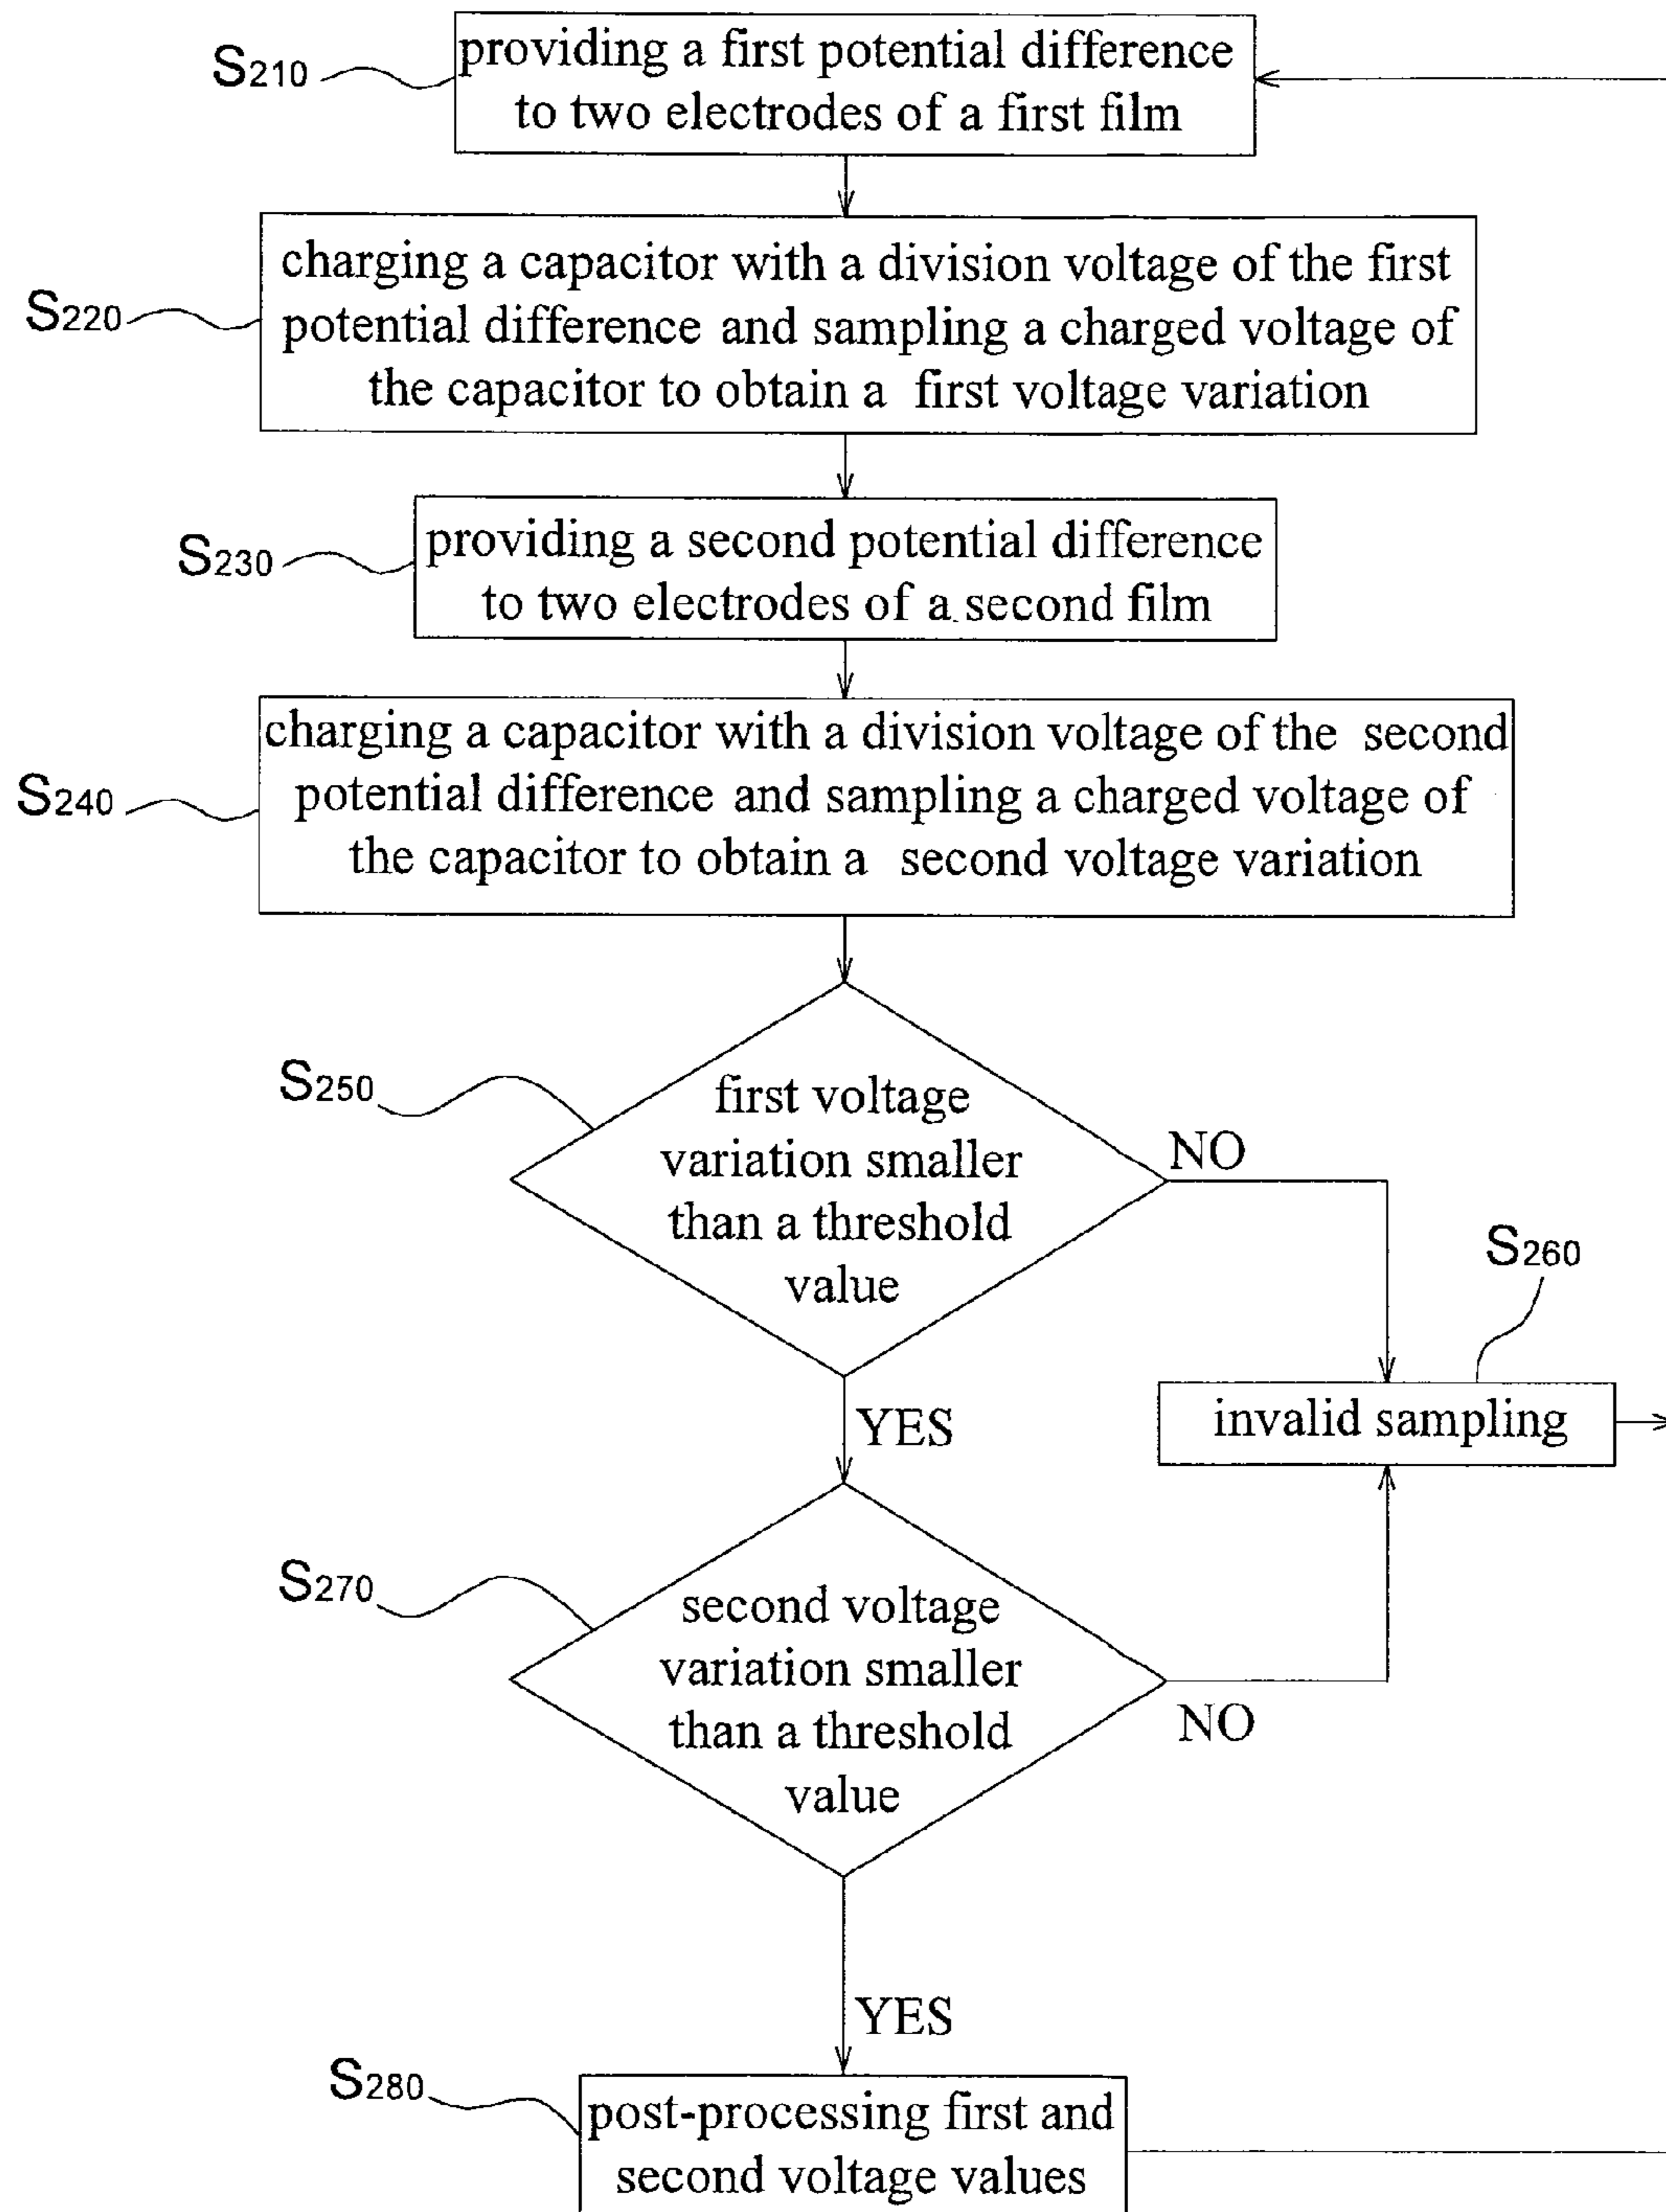 S210
providing a first potential difference
to two electrodes of a first film
S220
charging a capacitor with a division voltage of the first
potential difference and sampling a charged voltage of
the capacitor to obtain a first voltage variation
S230
providing a second potential difference
to two electrodes of a second film
S240
charging a capacitor with a division voltage of the second
potential difference and sampling a charged voltage of
the capacitor to obtain a second voltage variation
S250
first voltage
variation smaller
than a threshold
value
NO
S260
invalid sampling
YES
S270
second voltage
variation smaller
than a threshold
value
NO
YES
S280
post-processing first and
second voltage values